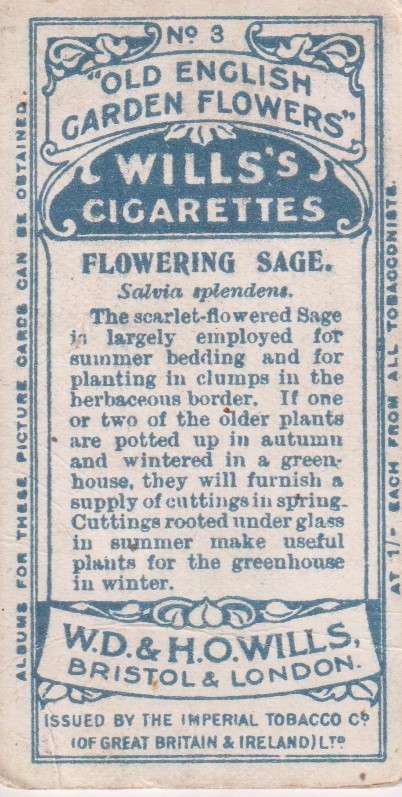 No 3
"OLD ENGLISH
GARDEN FLOWERS"
WILLS'S
CIGARETTES
FLOWERING SAGE.
Salvia splendens.
The scarlet-flowered Sage
is largely employed for
summer bedding and for
planting in clumps in the
herbaceous border. If one
or two of the older plants
are potted up in autumn
and wintered in a green-
house, they will furnish a
supply of cuttings in spring.
Cuttings rooted under glass
in summer make useful
plants for the greenhouse
in winter.
W.D. & H.O. WILLS,
BRISTOL & LONDON.
ISSUED BY THE IMPERIAL TOBACCO Co
(OF GREAT BRITAIN & IRELAND) LTD
ALBUMS FOR THESE PICTURE CARDS CAN BE OBTAINED
AT 1/- EACH FROM ALL TOBACCONISTS.